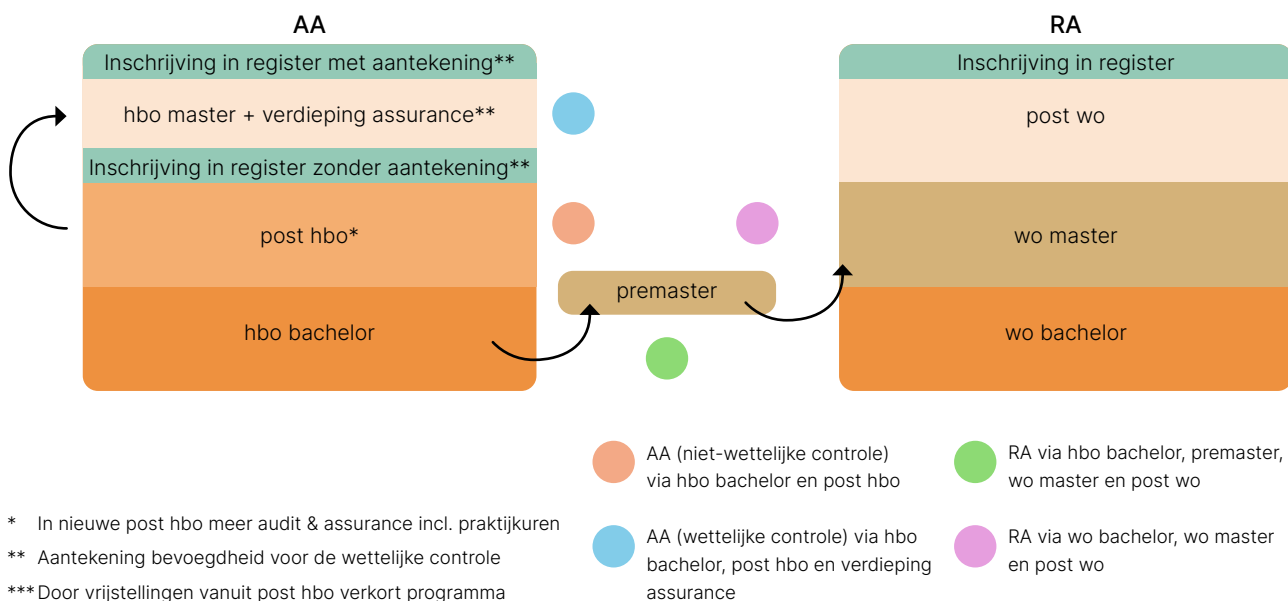 AA
RA
Inschrijving in register met aantekening**
Inschrijving in register
hbo master + verdieping assurance**
post wo
Inschrijving in register zonder aantekening**
post hbo*
wo master
premaster
hbo bachelor
wo bachelor
AA (niet-wettelijke controle)
via hbo bachelor en post hbo
RA via hbo bachelor, premaster,
wo master en post wo
AA (wettelijke controle) via hbo
bachelor, post hbo en verdieping
assurance
RA via wo bachelor, wo master
en post wo
* In nieuwe post hbo meer audit & assurance incl. praktijkuren
** Aantekening bevoegdheid voor de wettelijke controle
*** Door vrijstellingen vanuit post hbo verkort programma